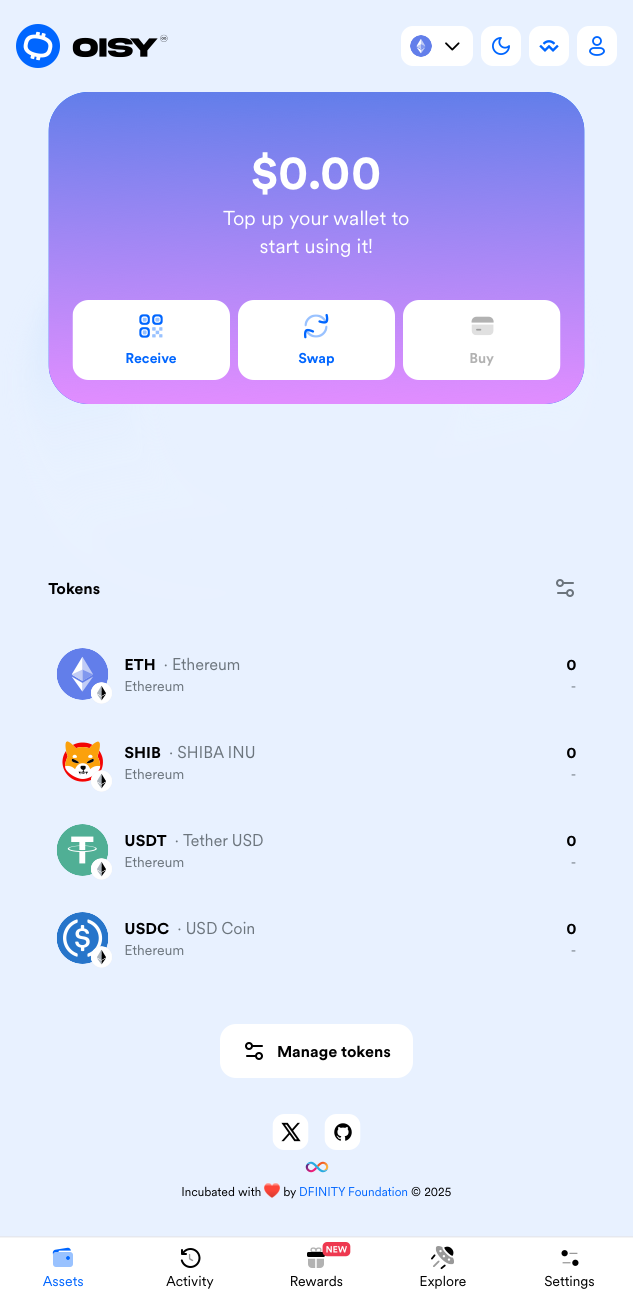 OISY
$0.00
Top up your wallet to
start using it!
Receive
Swap
Buy
Tokens
ETH · Ethereum
0
Ethereum
-
SHIB · SHIBA INU
0
Ethereum
-
USDT · Tether USD
0
Ethereum
-
USDC · USD Coin
0
Ethereum
-
Manage tokens
Incubated with ❤️ by DFINITY Foundation © 2025
NEW
Assets
Activity
Rewards
Explore
Settings